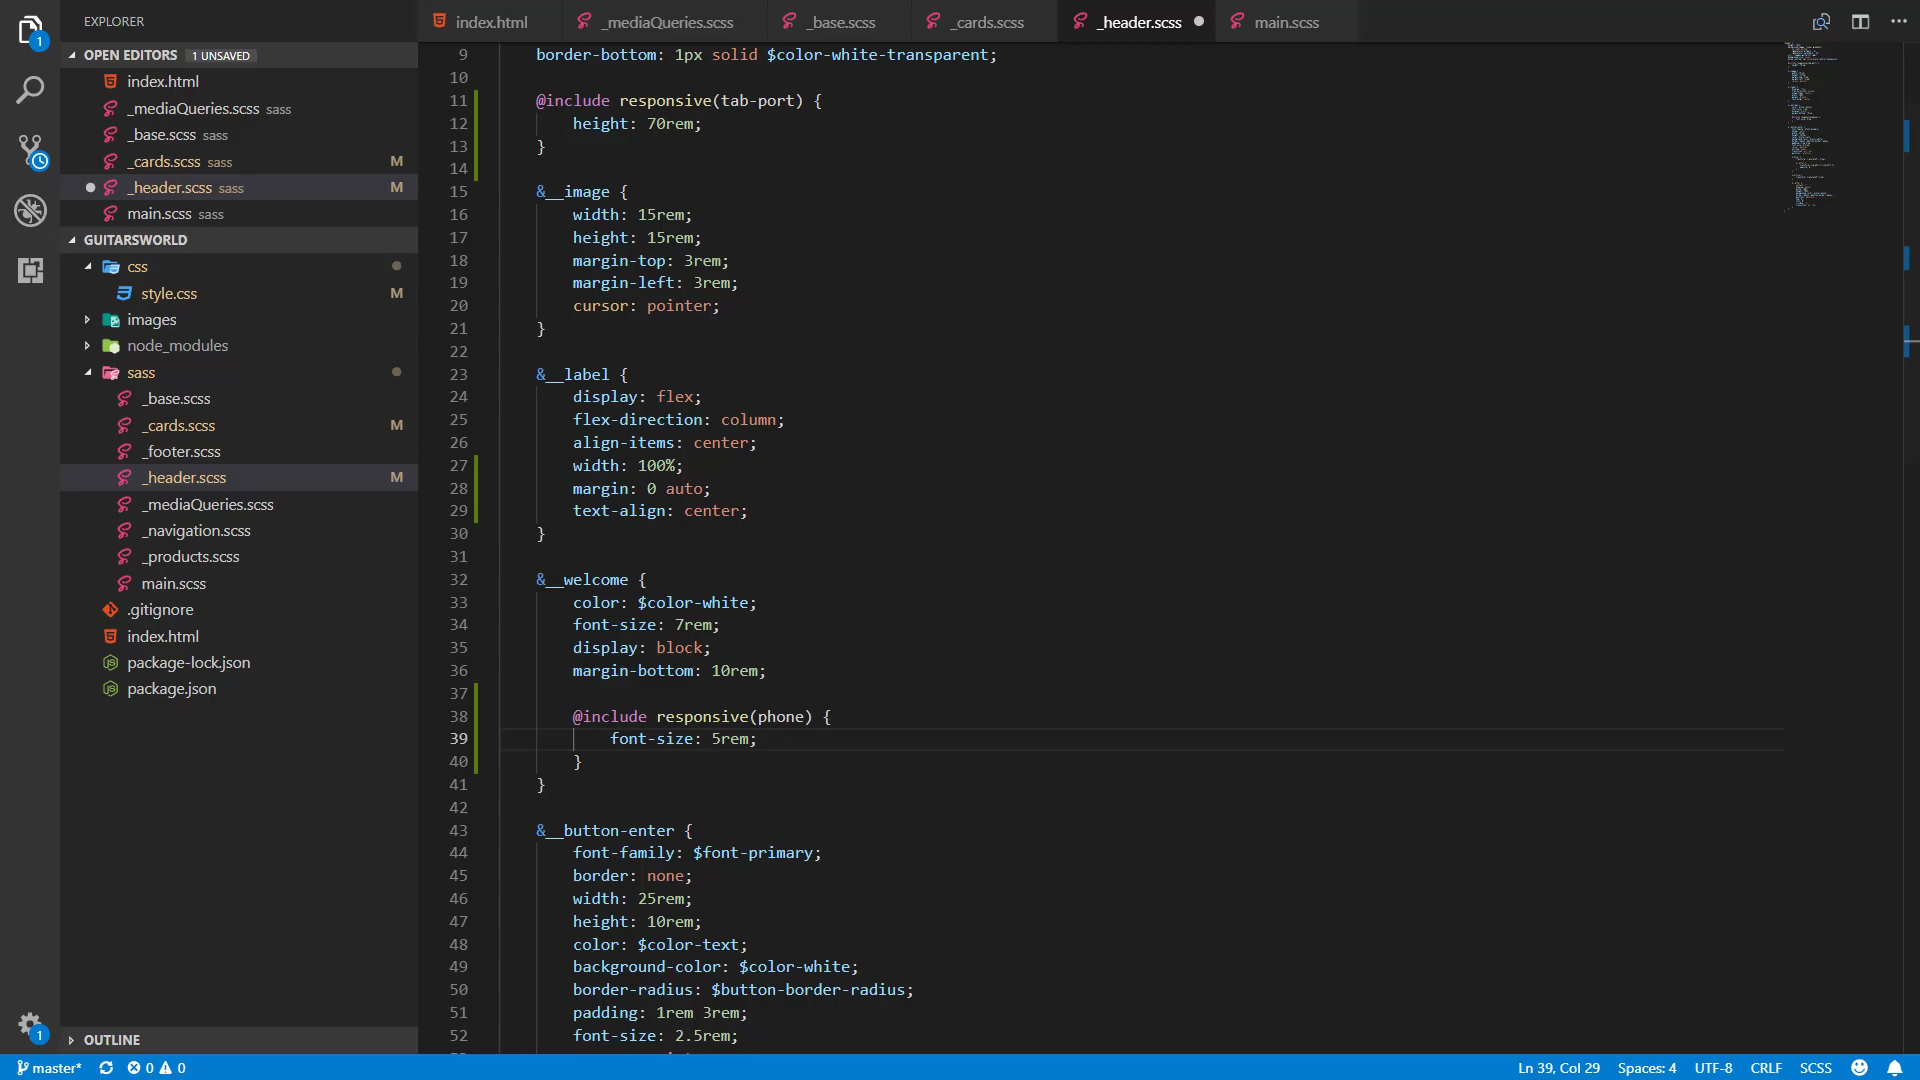 EXPLORER
OPEN EDITORS 1 UNSAVED
index.html
_mediaQueries.scss sass
_base.scss sass
_cards.scss sass M
_header.scss sass M
main.scss sass
GUITARSWORLD
css
style.css M
images
node_modules
sass
_base.scss
_cards.scss M
_footer.scss
_header.scss M
_mediaQueries.scss
_navigation.scss
_products.scss
main.scss
.gitignore
index.html
package-lock.json
package.json
OUTLINE
1
1
index.html _mediaQueries.scss _base.scss _cards.scss _header.scss main.scss
9 border-bottom: 1px solid $color-white-transparent;
10
11 @include responsive(tab-port) {
12 height: 70rem;
13 }
14
15 &__image {
16 width: 15rem;
17 height: 15rem;
18 margin-top: 3rem;
19 margin-left: 3rem;
20 cursor: pointer;
21 }
22
23 &__label {
24 display: flex;
25 flex-direction: column;
26 align-items: center;
27 width: 100%;
28 margin: 0 auto;
29 text-align: center;
30 }
31
32 &__welcome {
33 color: $color-white;
34 font-size: 7rem;
35 display: block;
36 margin-bottom: 10rem;
37
38 @include responsive(phone) {
39 font-size: 5rem;
40 }
41 }
42
43 &__button-enter {
44 font-family: $font-primary;
45 border: none;
46 width: 25rem;
47 height: 10rem;
48 color: $color-text;
49 background-color: $color-white;
50 border-radius: $button-border-radius;
51 padding: 1rem 3rem;
52 font-size: 2.5rem;
master* 0 0 Ln 39, Col 29 Spaces: 4 UTF-8 CRLF SCSS